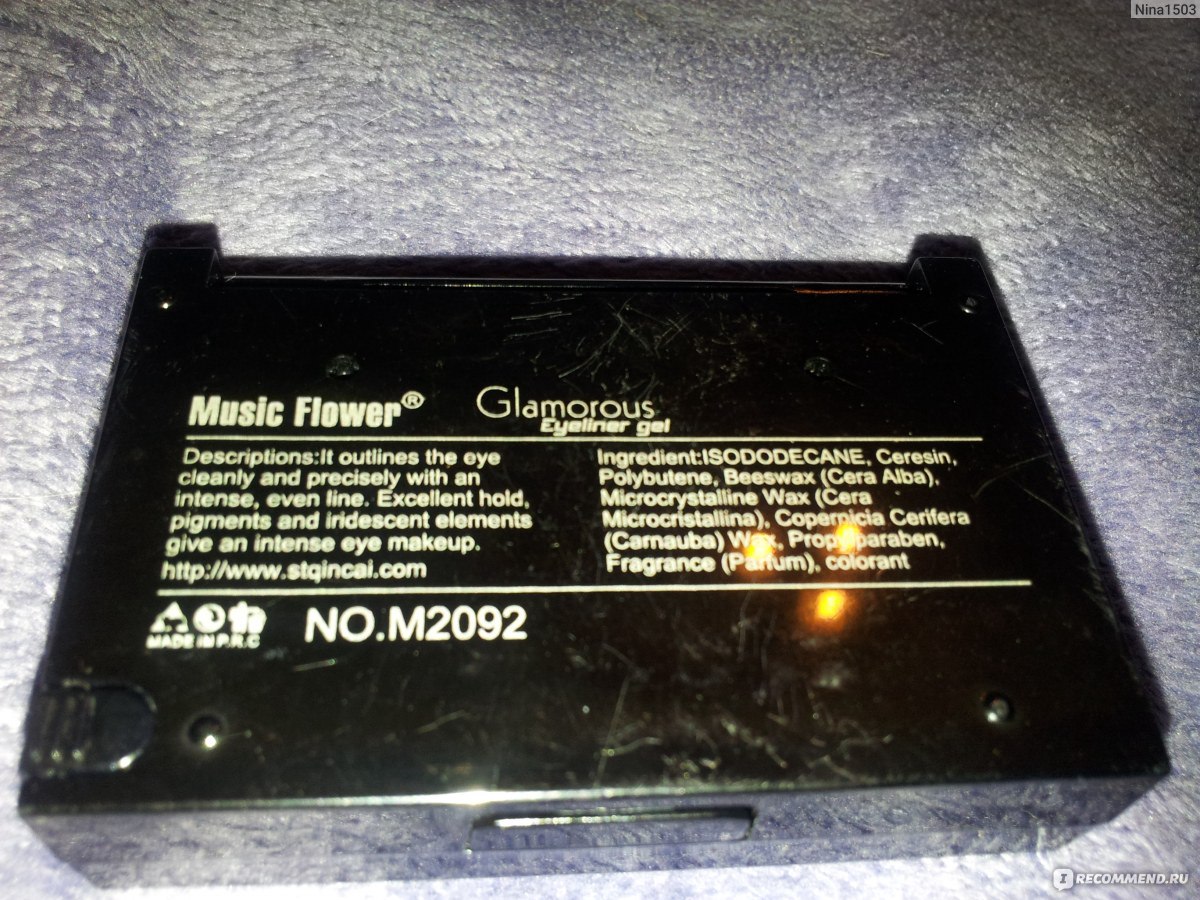 Nina1503
Music Flower®
Glamorous
Eyeliner gel
Descriptions:It outlines the eye
cleanly and precisely with an
intense, even line. Excellent hold,
pigments and iridescent elements
give an intense eye makeup.
http://www.stqincai.com
Ingredient:ISODODECANE, Ceresin,
Polybutene, Beeswax (Cera Alba),
Microcrystalline Wax (Cera
Microcristallina), Copernicia Cerifera
(Carnauba) Wax, Propylparaben,
Fragrance (Parfum), colorant
MADE IN P.R.C
NO.M2092
IRECOMMEND.RU